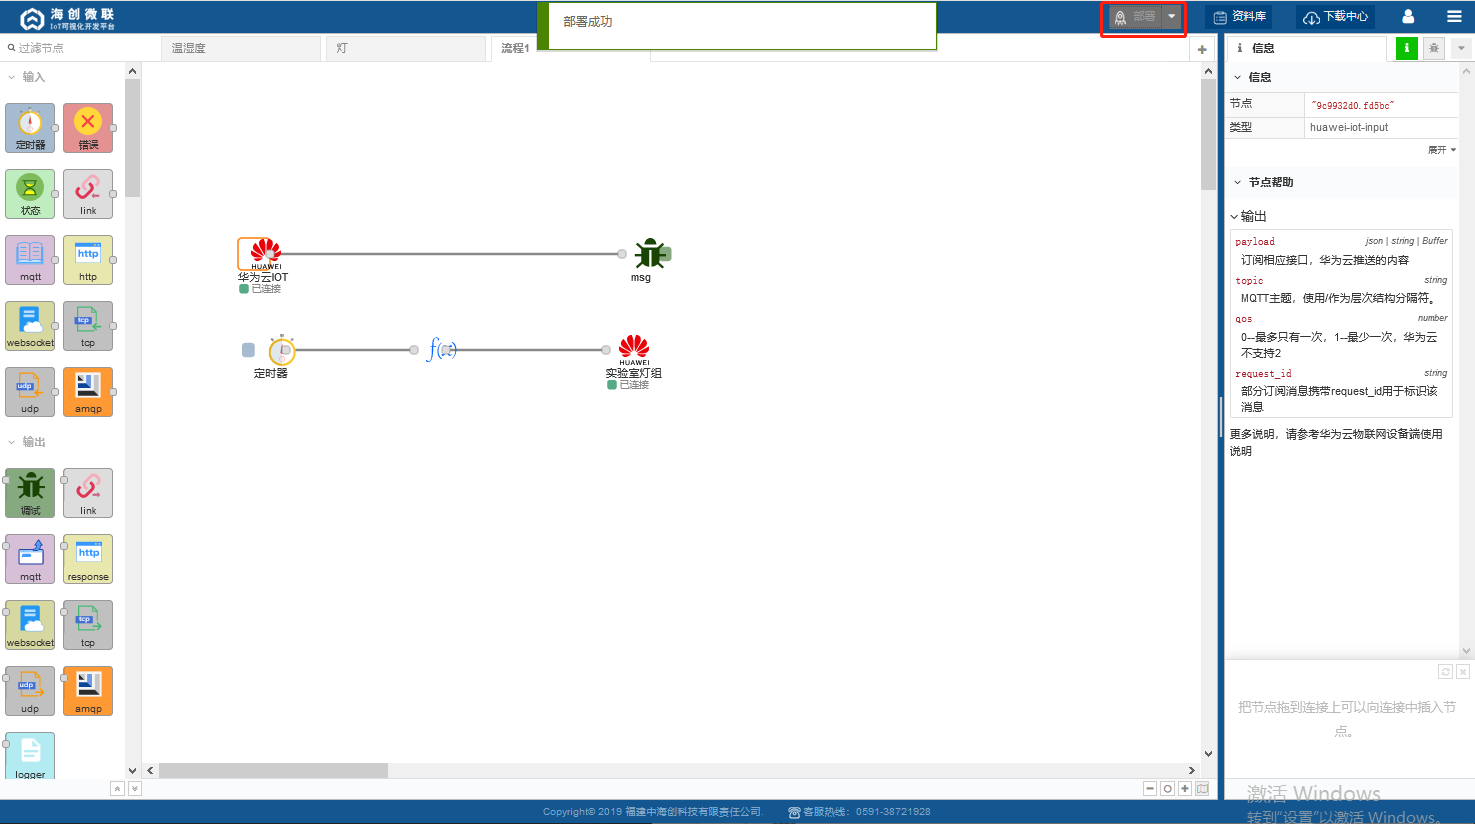 海创微联
IoT可视化开发平台
部署成功
部署
资料库
下载中心
过滤节点
温湿度
灯
流程1
信息
输入
定时器
错误
状态
link
mqtt
http
websocket
tcp
udp
amqp
输出
调试
link
mqtt
response
websocket
tcp
udp
amqp
logger
HUAWEI
华为云IOT
已连接
msg
定时器
f(x)
HUAWEI
实验室灯组
已连接
信息
节点
"9c9932d0.fd5bc"
类型
huawei-iot-input
展开
节点帮助
输出
payload
json | string | Buffer
订阅相应接口，华为云推送的内容
topic
string
MQTT主题，使用/作为层次结构分隔符。
qos
number
0--最多只有一次，1--最少一次，华为云
不支持2
request_id
string
部分订阅消息携带request_id用于标识该
消息
更多说明，请参考华为云物联网设备端使用
说明
把节点拖到连接上可以向连接中插入节
点。
激活 Windows
转到"设置"以激活 Windows。
Copyright© 2019 福建中海创科技有限责任公司.
客服热线：0591-38721928